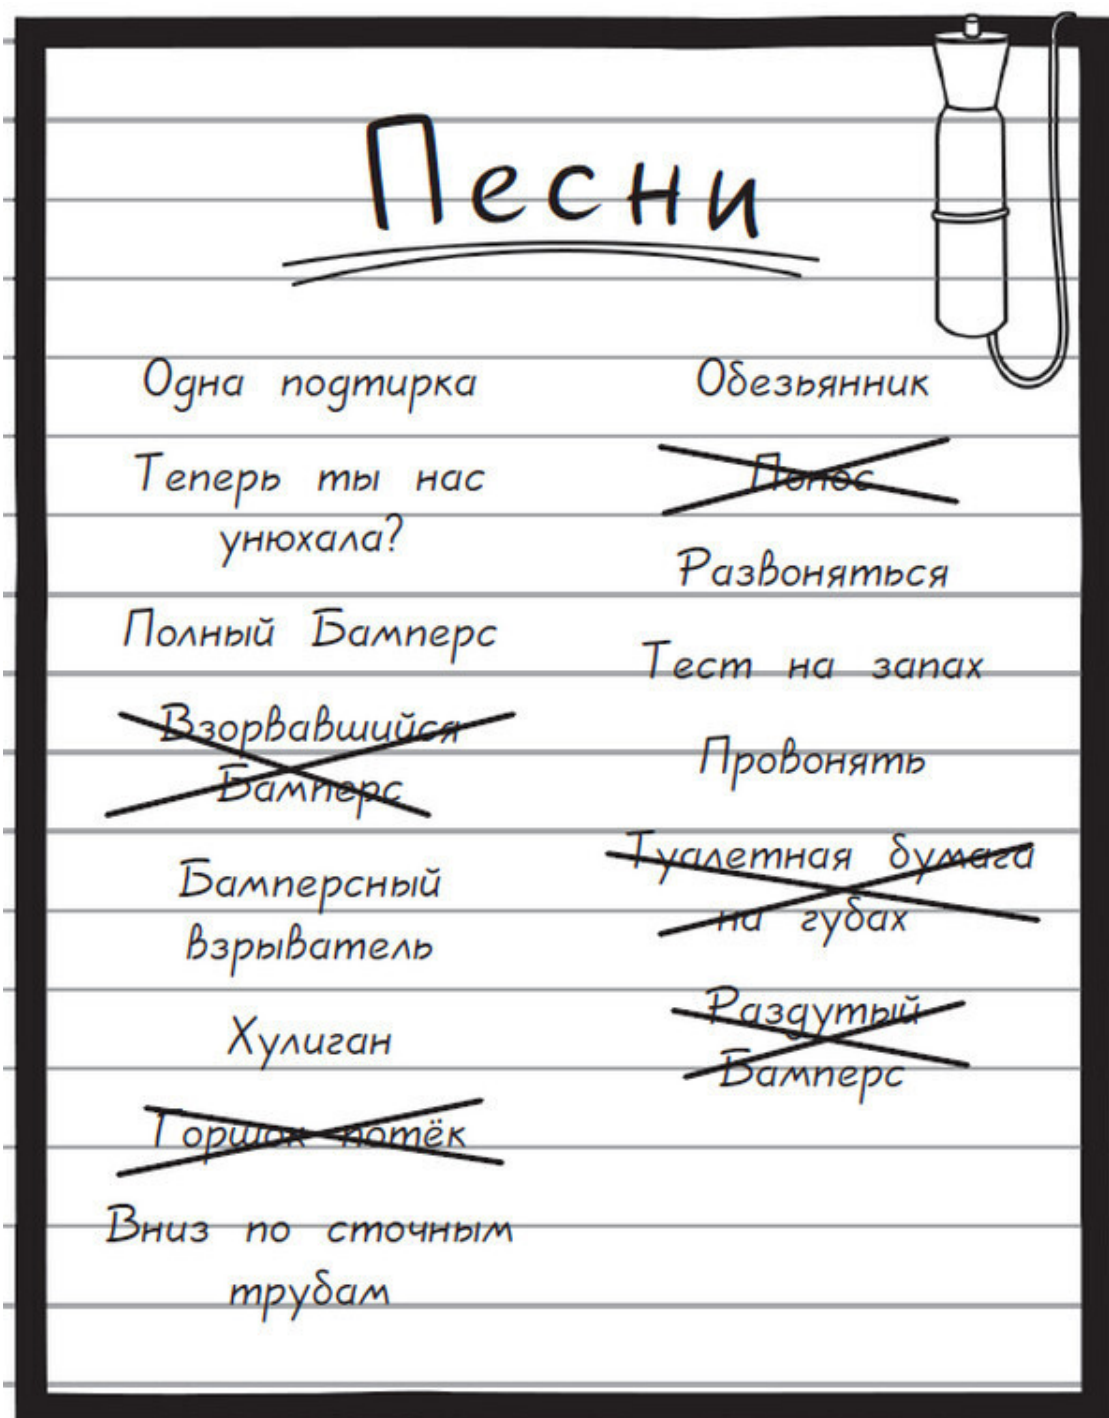 Песни
Одна подтирка
Теперь ты нас
унюхала?
Полный Бамперс
Взорвавшийся
Бамперс
Бамперсный
взрыватель
Хулиган
Горшок потёк
Вниз по сточным
трубам
Обезьянник
Понос
Развоняться
Тест на запах
Провонять
Туалетная бумага
на губах
Раздутый
Бамперс